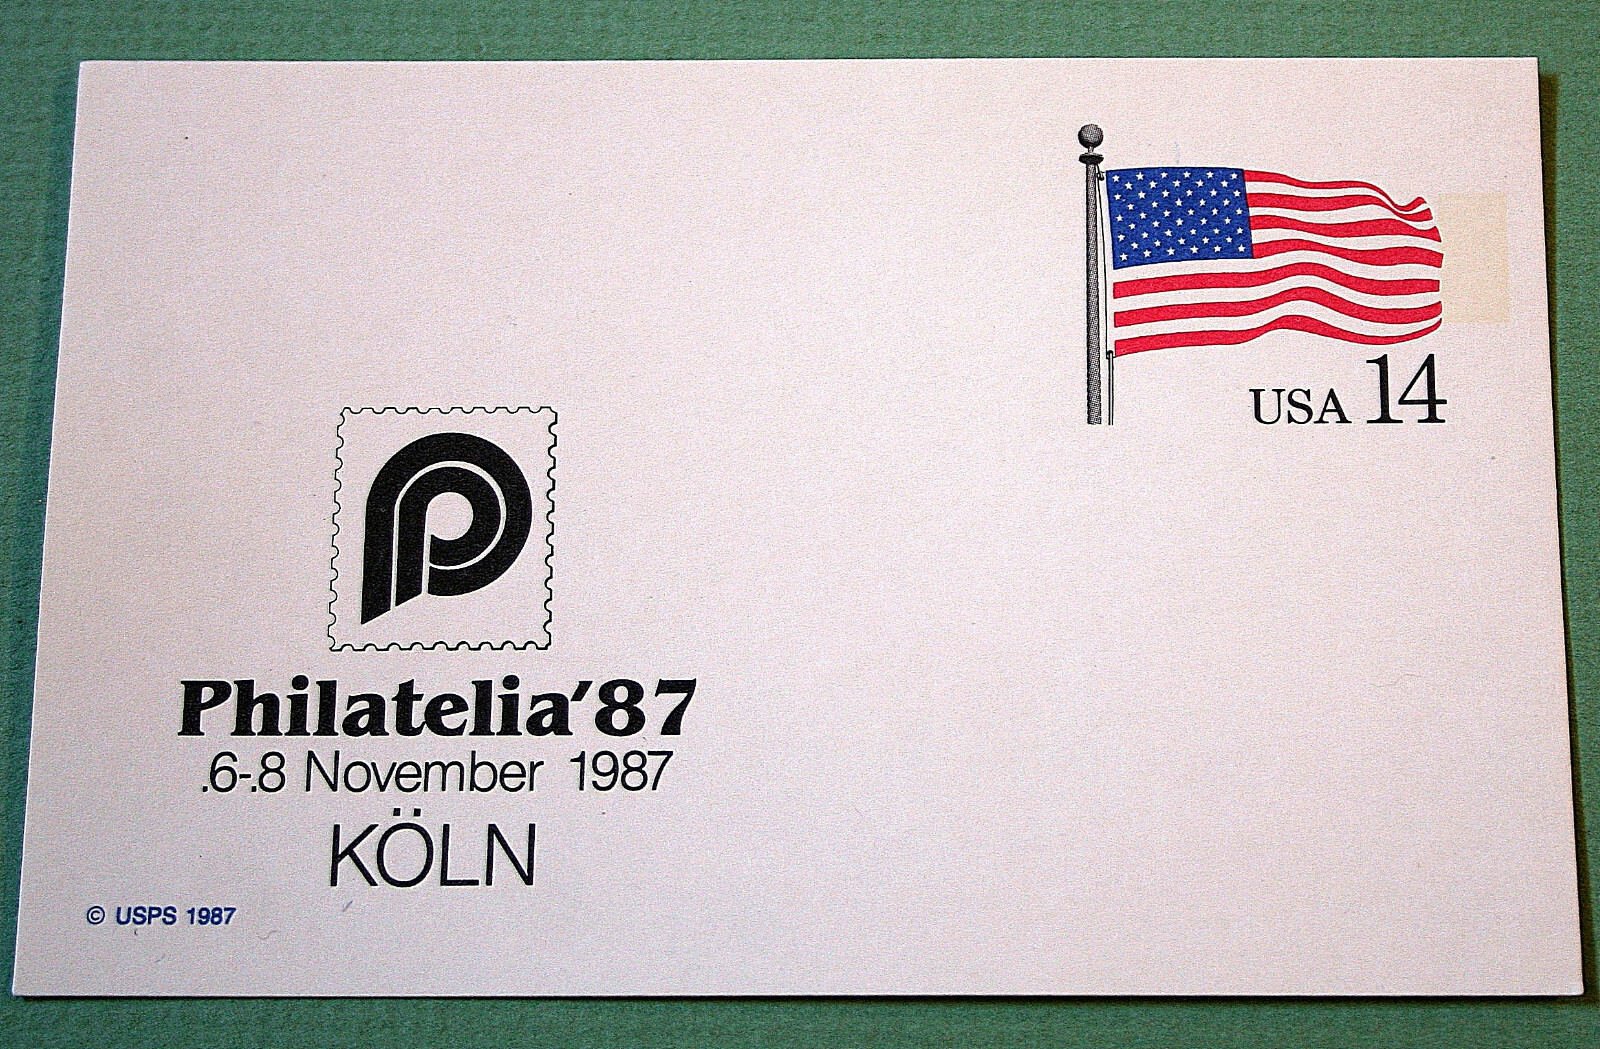 USA 14
Philatelia'87
.6-.8 November 1987
KÖLN
© USPS 1987